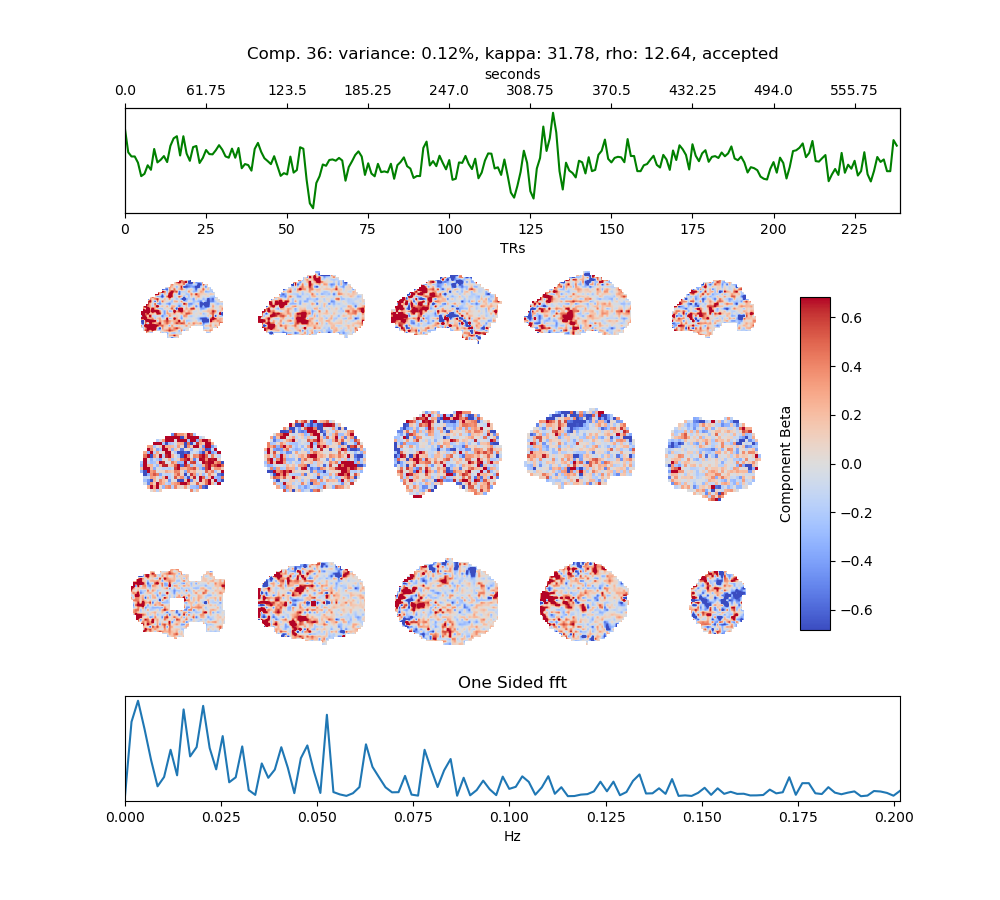 Comp. 36: variance: 0.12%, kappa: 31.78, rho: 12.64, accepted
seconds
0.0 61.75 123.5 185.25 247.0 308.75 370.5 432.25 494.0 555.75
0 25 50 75 100 125 150 175 200 225
TRs
0.6
0.4
0.2
0.0
−0.2
−0.4
−0.6
Component Beta
One Sided fft
0.000 0.025 0.050 0.075 0.100 0.125 0.150 0.175 0.200
Hz